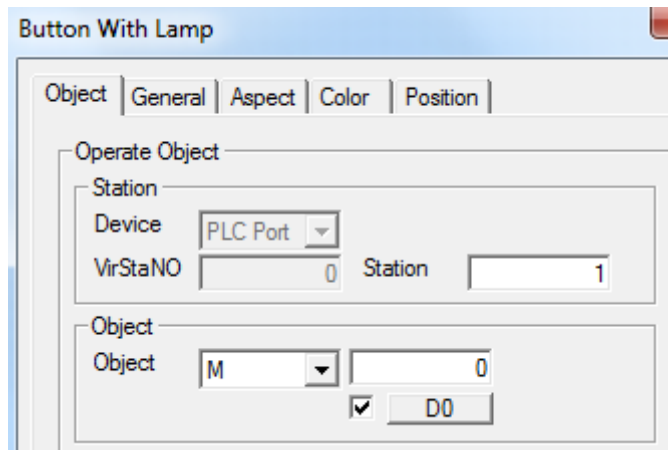 Button With Lamp
Object General Aspect Color Position
Operate Object
Station
Device PLC Port
VirStaNO 0 Station 1
Object
Object M 0
D0